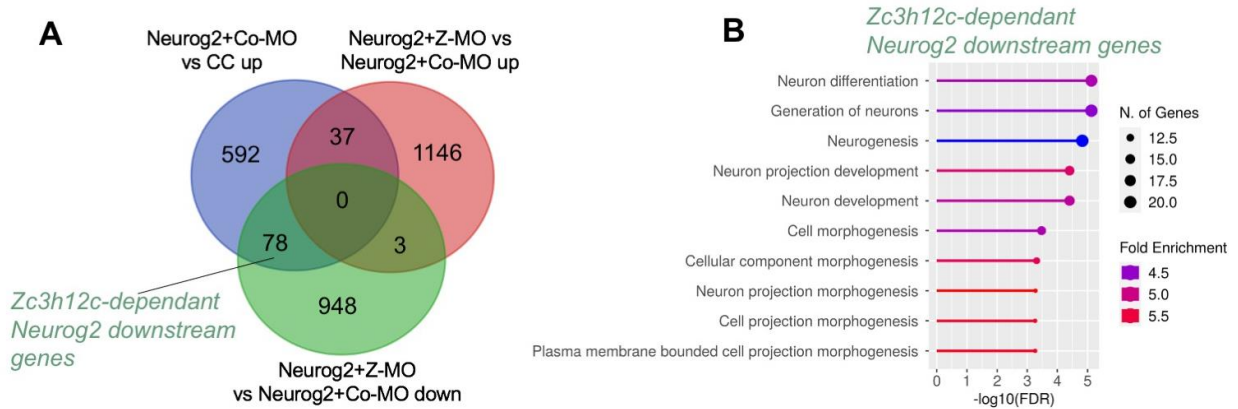 A
Neurog2+Co-MO
vs CC up
Neurog2+Z-MO vs
Neurog2+Co-MO up
592
37
1146
0
78
3
948
Zc3h12c-dependant
Neurog2 downstream
genes
Neurog2+Z-MO
vs Neurog2+Co-MO down
B
Zc3h12c-dependant
Neurog2 downstream genes
Neuron differentiation
Generation of neurons
Neurogenesis
Neuron projection development
Neuron development
Cell morphogenesis
Cellular component morphogenesis
Neuron projection morphogenesis
Cell projection morphogenesis
Plasma membrane bounded cell projection morphogenesis
0 1 2 3 4 5
-log10(FDR)
N. of Genes
12.5
15.0
17.5
20.0
Fold Enrichment
4.5
5.0
5.5